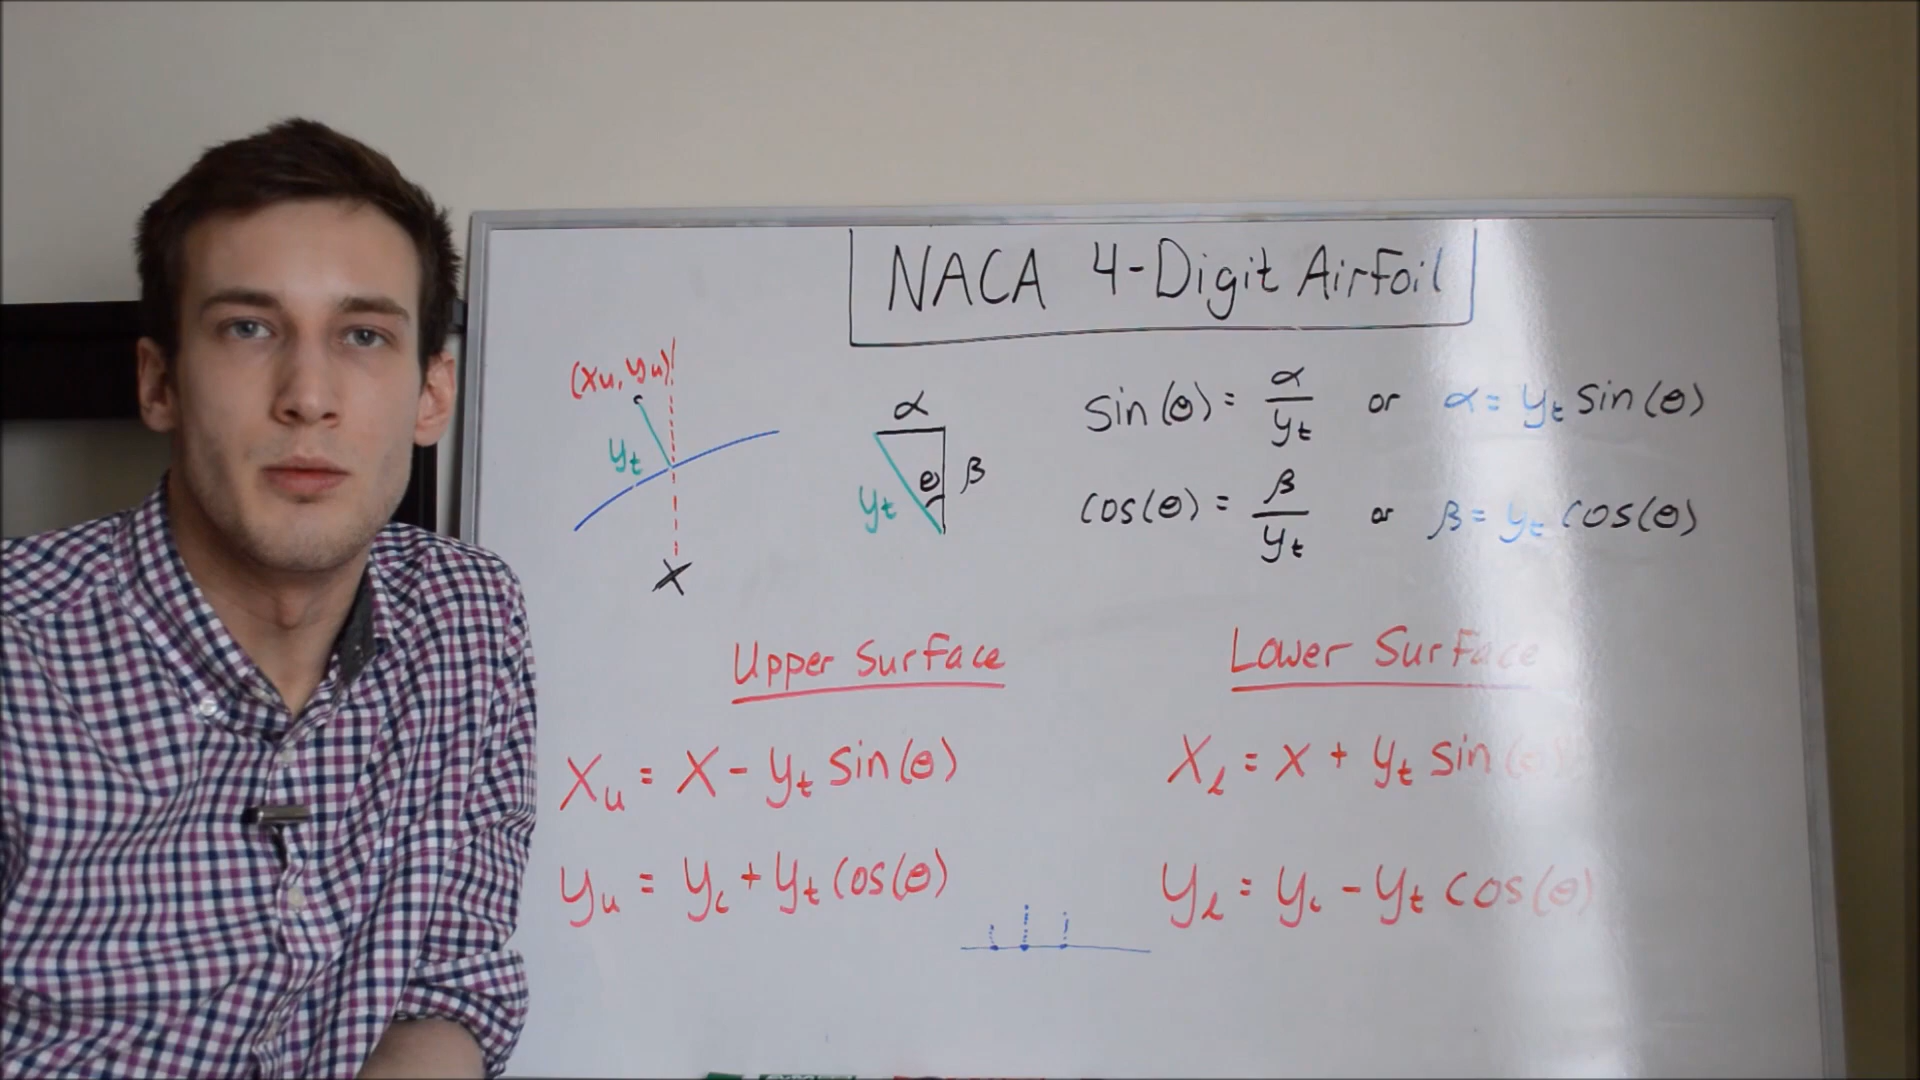 NACA 4-Digit Airfoil
(xu, yu)
yt
X
α
θ
β
yt
sin(θ) = α/yt or α = yt sin(θ)
cos(θ) = β/yt or β = yt cos(θ)
Upper Surface
Xu = X - yt sin(θ)
yu = yc + yt cos(θ)
Lower Surface
Xl = X + yt sin(θ)
yl = yc - yt cos(θ)